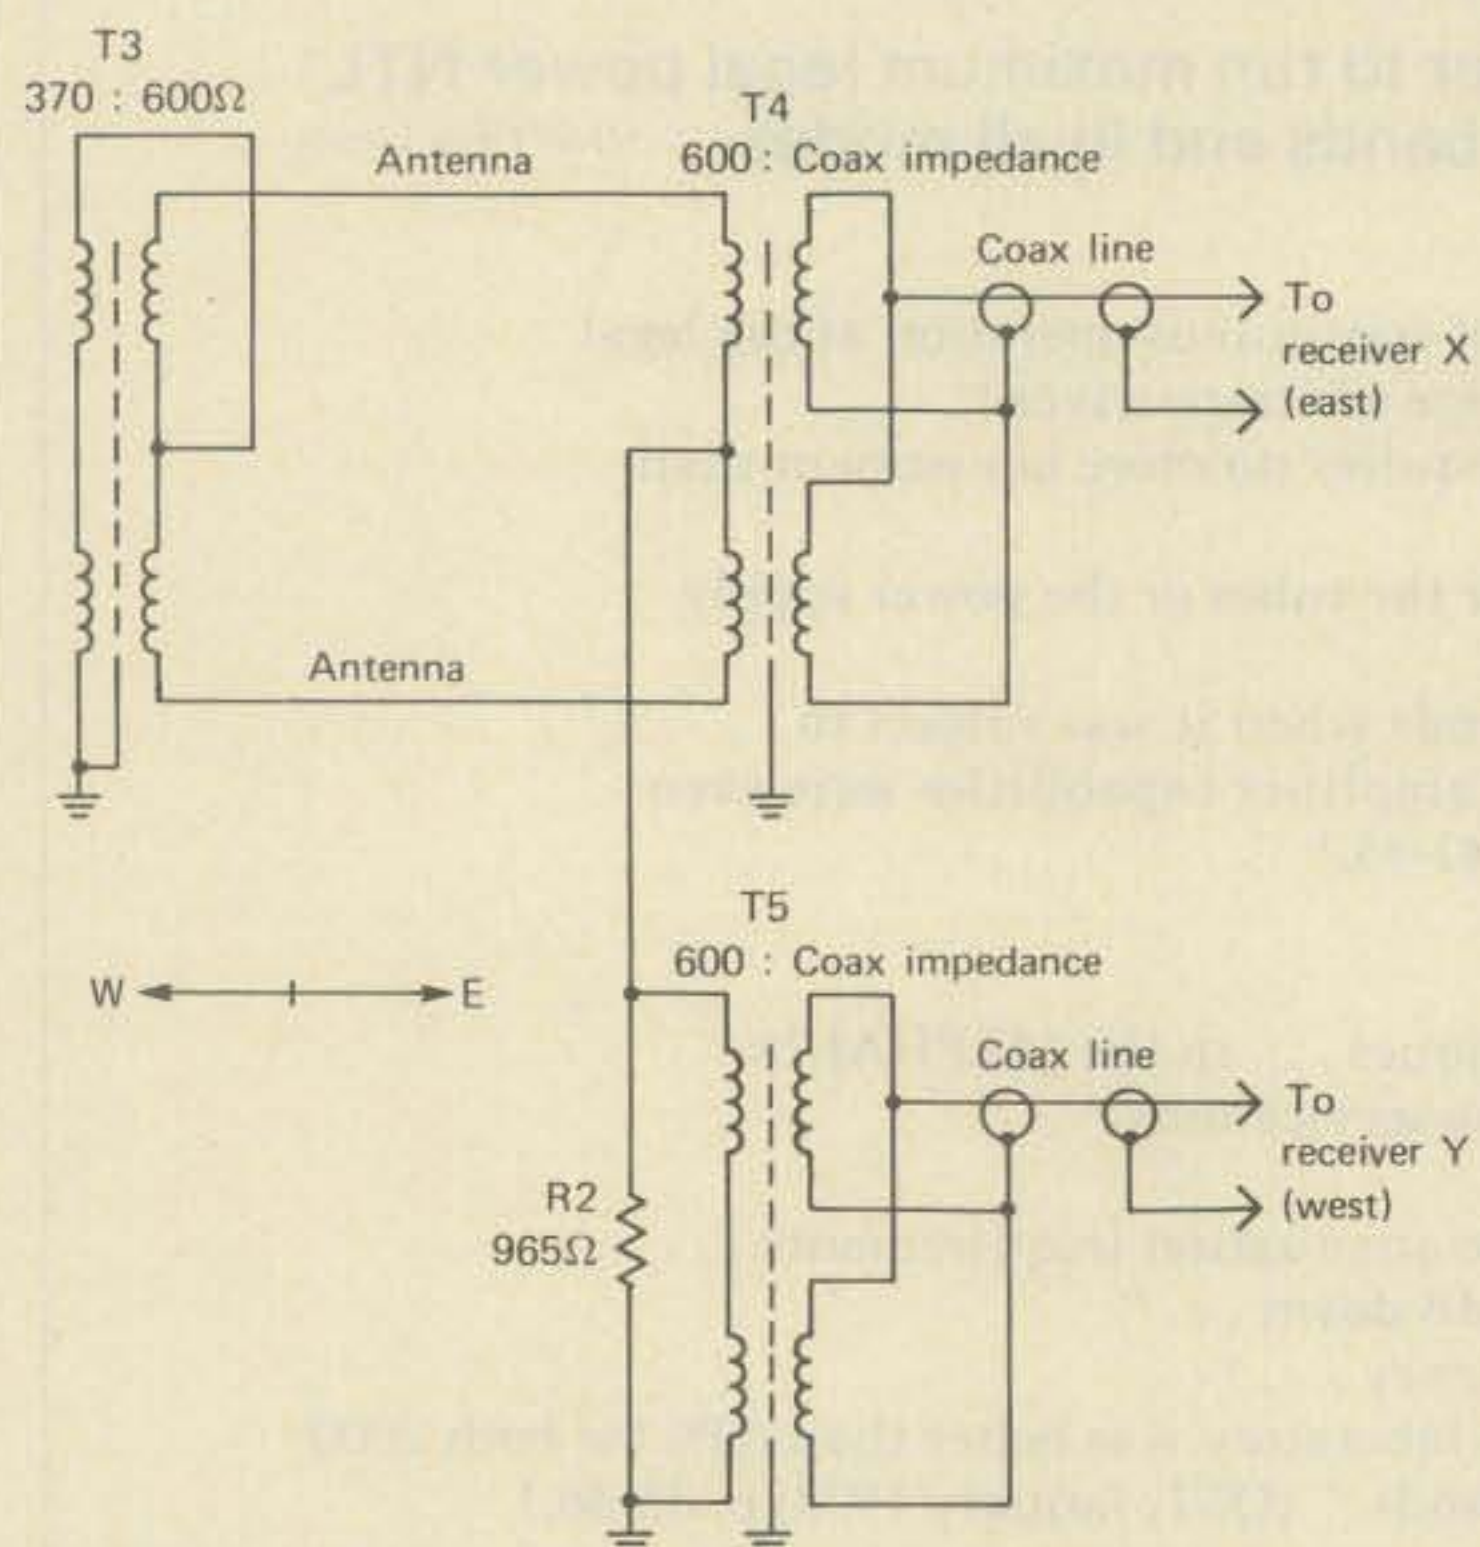 T3
370 : 600Ω
Antenna
T4
600 : Coax impedance
Coax line
To
receiver X
(east)
Antenna
T5
600 : Coax impedance
W E
Coax line
To
receiver Y
(west)
R2
965Ω